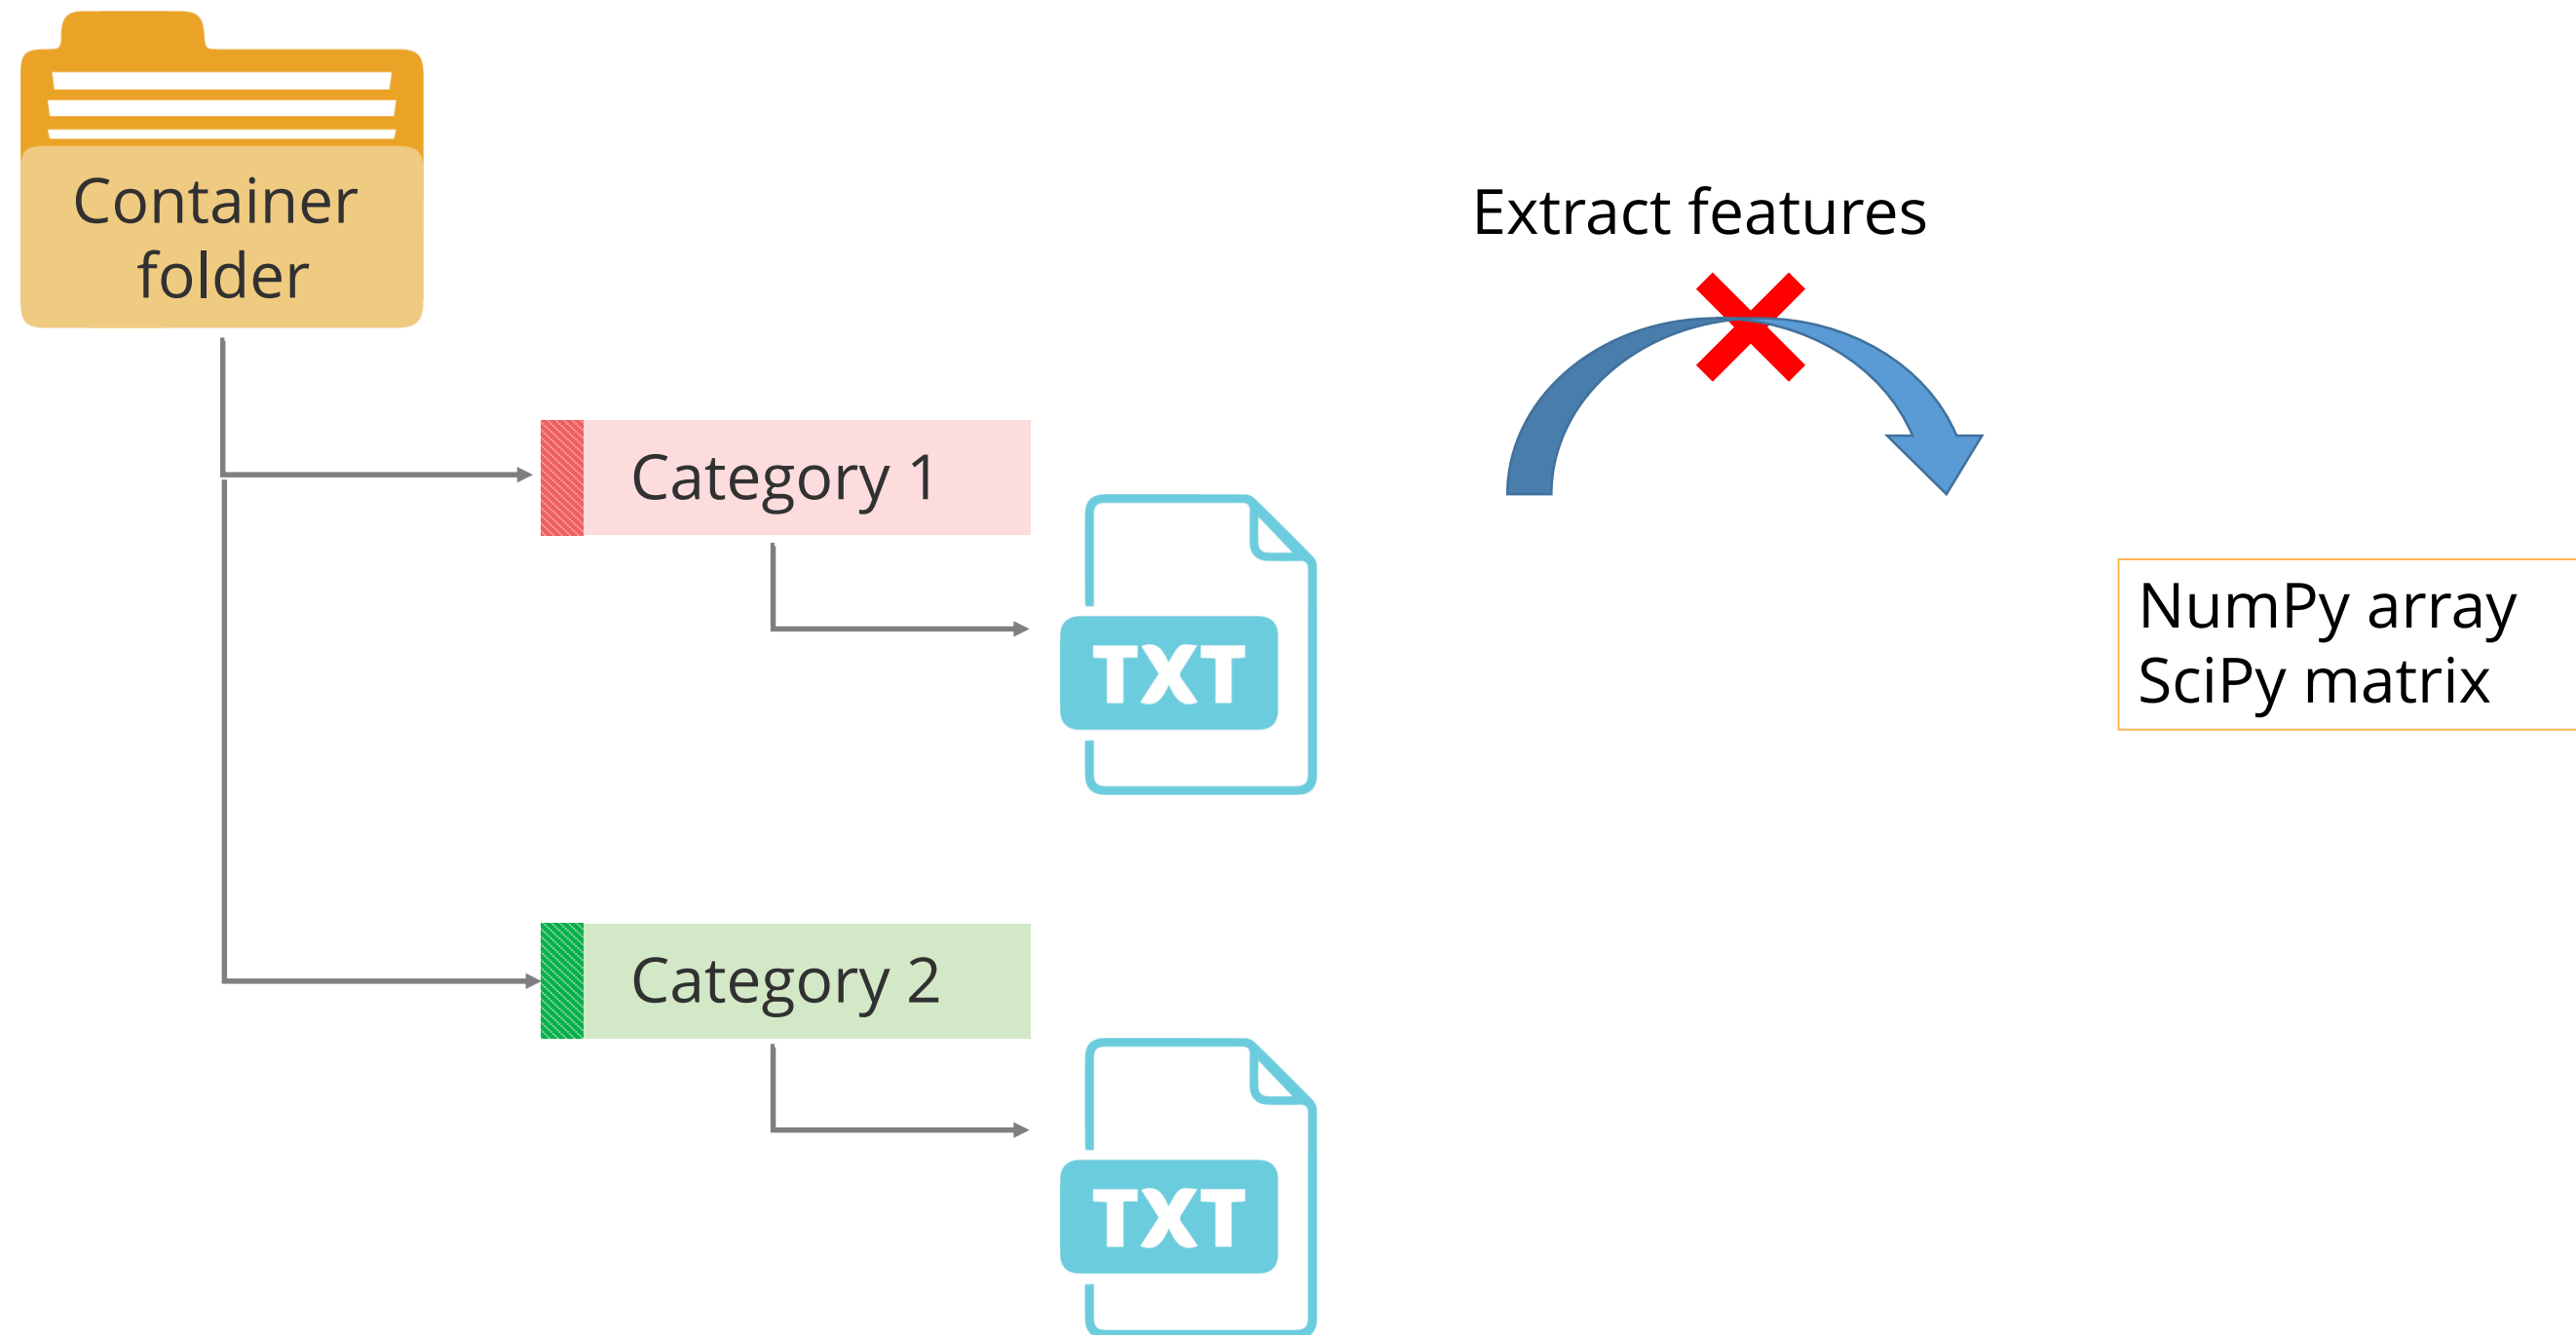 Container
folder
Extract features
Category 1
TXT
NumPy array
SciPy matrix
Category 2
TXT